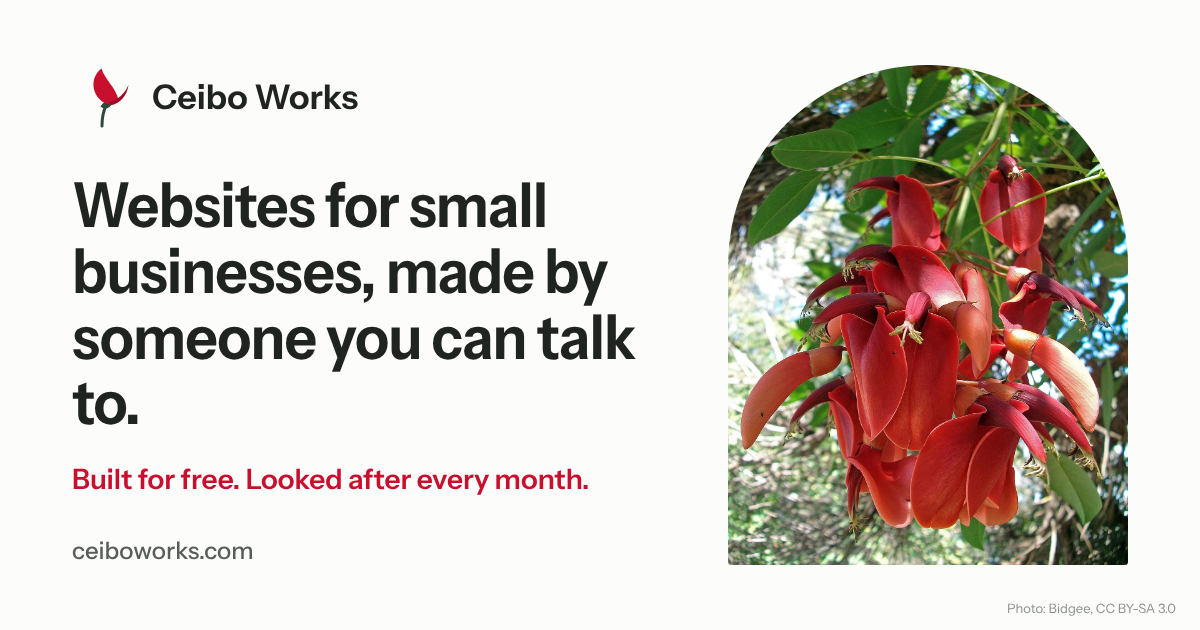 Ceibo Works
Websites for small
businesses, made by
someone you can talk
to.
Built for free. Looked after every month.
ceiboworks.com
Photo: Bidgee, CC BY-SA 3.0